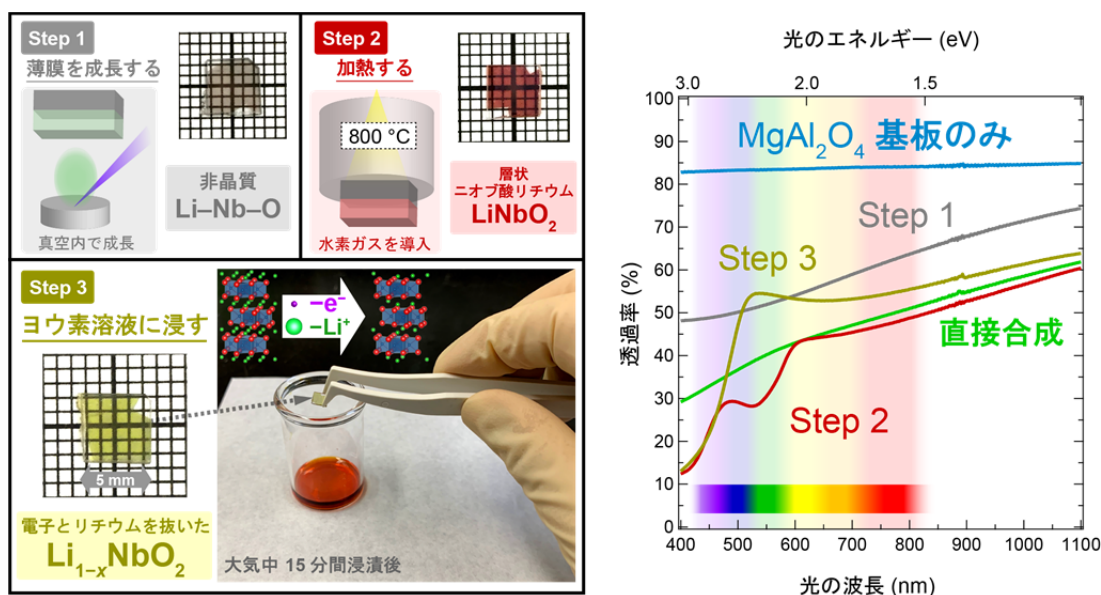 Step 1
薄膜を成長する
真空内で成長
非晶質
Li–Nb–O
Step 2
加熱する
800 °C
水素ガスを導入
層状
ニオブ酸リチウム
LiNbO2
Step 3
ヨウ素溶液に浸す
5 mm
電子とリチウムを抜いた
Li1-xNbO2
−e−
−Li+
大気中 15 分間浸漬後
光のエネルギー (eV)
3.0 2.0 1.5
透過率 (%)
100
90
80
70
60
50
40
30
20
10
0
MgAl2O4 基板のみ
Step 1
Step 3
直接合成
Step 2
400 500 600 700 800 900 1000 1100
光の波長 (nm)